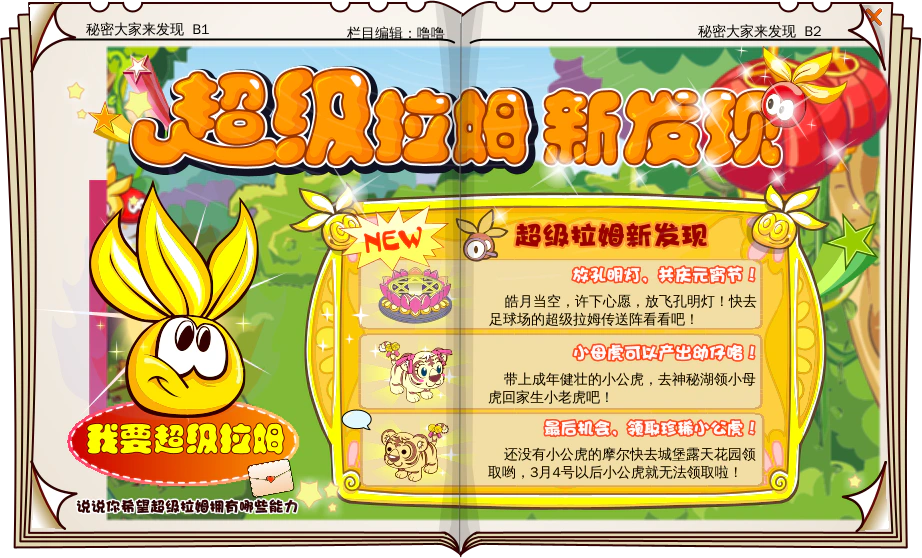 秘密大家来发现 B1
栏目编辑：噜噜
秘密大家来发现 B2
超级拉姆新发现
NEW
超级拉姆新发现
放孔明灯、共庆元宵节！
皓月当空，许下心愿，放飞孔明灯！快去
足球场的超级拉姆传送阵看看吧！
小母虎可以产出幼仔咯！
带上成年健壮的小公虎，去神秘湖领小母
虎回家生小老虎吧！
最后机会、领取珍稀小公虎！
还没有小公虎的摩尔快去城堡露天花园领
取哟，3月4号以后小公虎就无法领取啦！
我要超级拉姆
说说你希望超级拉姆拥有哪些能力